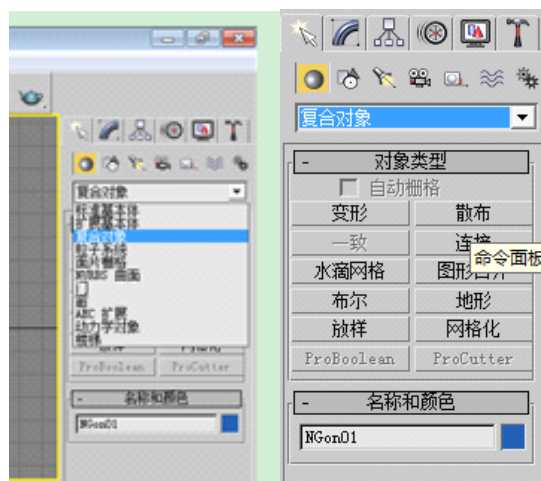 复合对象
标准基本体
扩展基本体
复合对象
粒子系统
面片栅格
NURBS 曲面
门
窗
AEC 扩展
动力学对象
楼梯
ProBoolean ProCutter
- 名称和颜色
NGon01
复合对象
- 对象类型
自动栅格
变形 散布
一致 连接
命令面板
水滴网格 图形合并
布尔 地形
放样 网格化
ProBoolean ProCutter
- 名称和颜色
NGon01